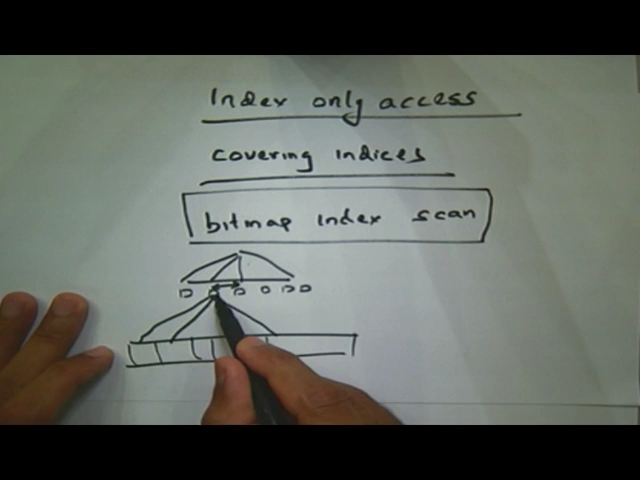 Index only access
covering indices
bitmap index scan